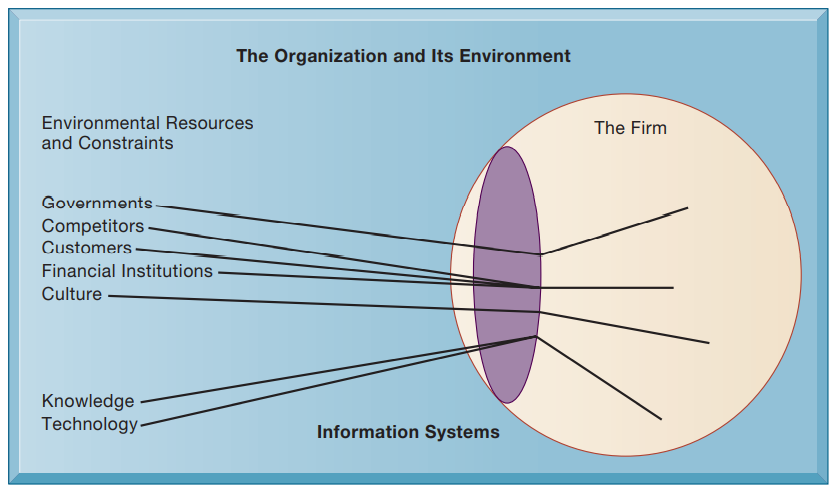 The Organization and Its Environment
Environmental Resources
and Constraints
The Firm
Governments
Competitors
Customers
Financial Institutions
Culture
Knowledge
Technology
Information Systems